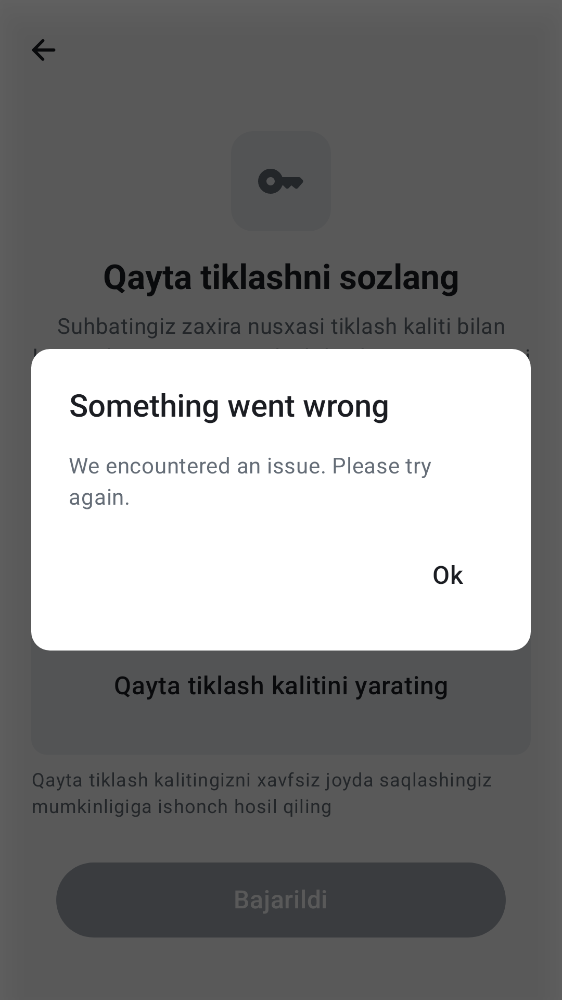 Qayta tiklashni sozlang
Suhbatingiz zaxira nusxasi tiklash kaliti bilan
Something went wrong
We encountered an issue. Please try
again.
Ok
Qayta tiklash kalitini yarating
Qayta tiklash kalitingizni xavfsiz joyda saqlashingiz
mumkinligiga ishonch hosil qiling
Bajarildi